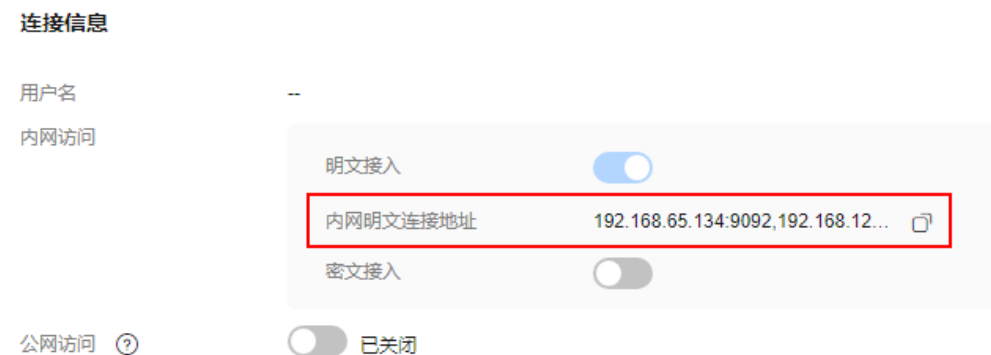 连接信息
用户名 --
内网访问
明文接入
内网明文连接地址 192.168.65.134:9092,192.168.12...
密文接入
公网访问 ? 已关闭